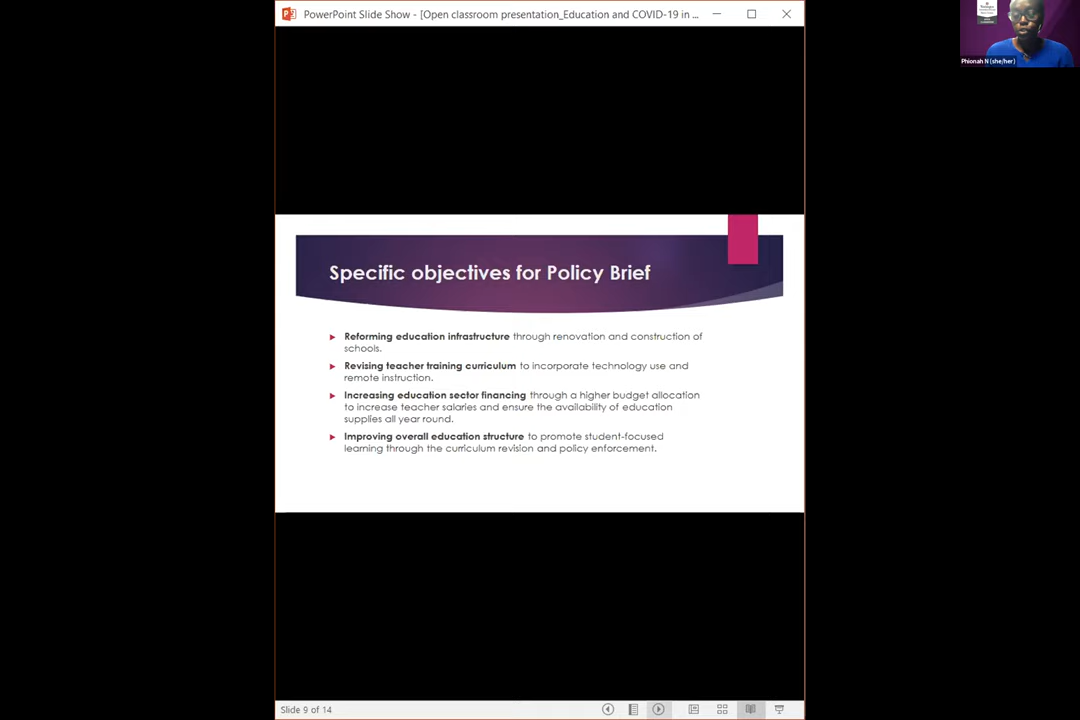 PowerPoint Slide Show - [Open classroom presentation_Education and COVID-19 in ...
Phionah N (she/her)
Specific objectives for Policy Brief
Reforming education infrastructure through renovation and construction of
schools.
Revising teacher training curriculum to incorporate technology use and
remote instruction.
Increasing education sector financing through a higher budget allocation
to increase teacher salaries and ensure the availability of education
supplies all year round.
Improving overall education structure to promote student-focused
learning through the curriculum revision and policy enforcement.
Slide 9 of 14